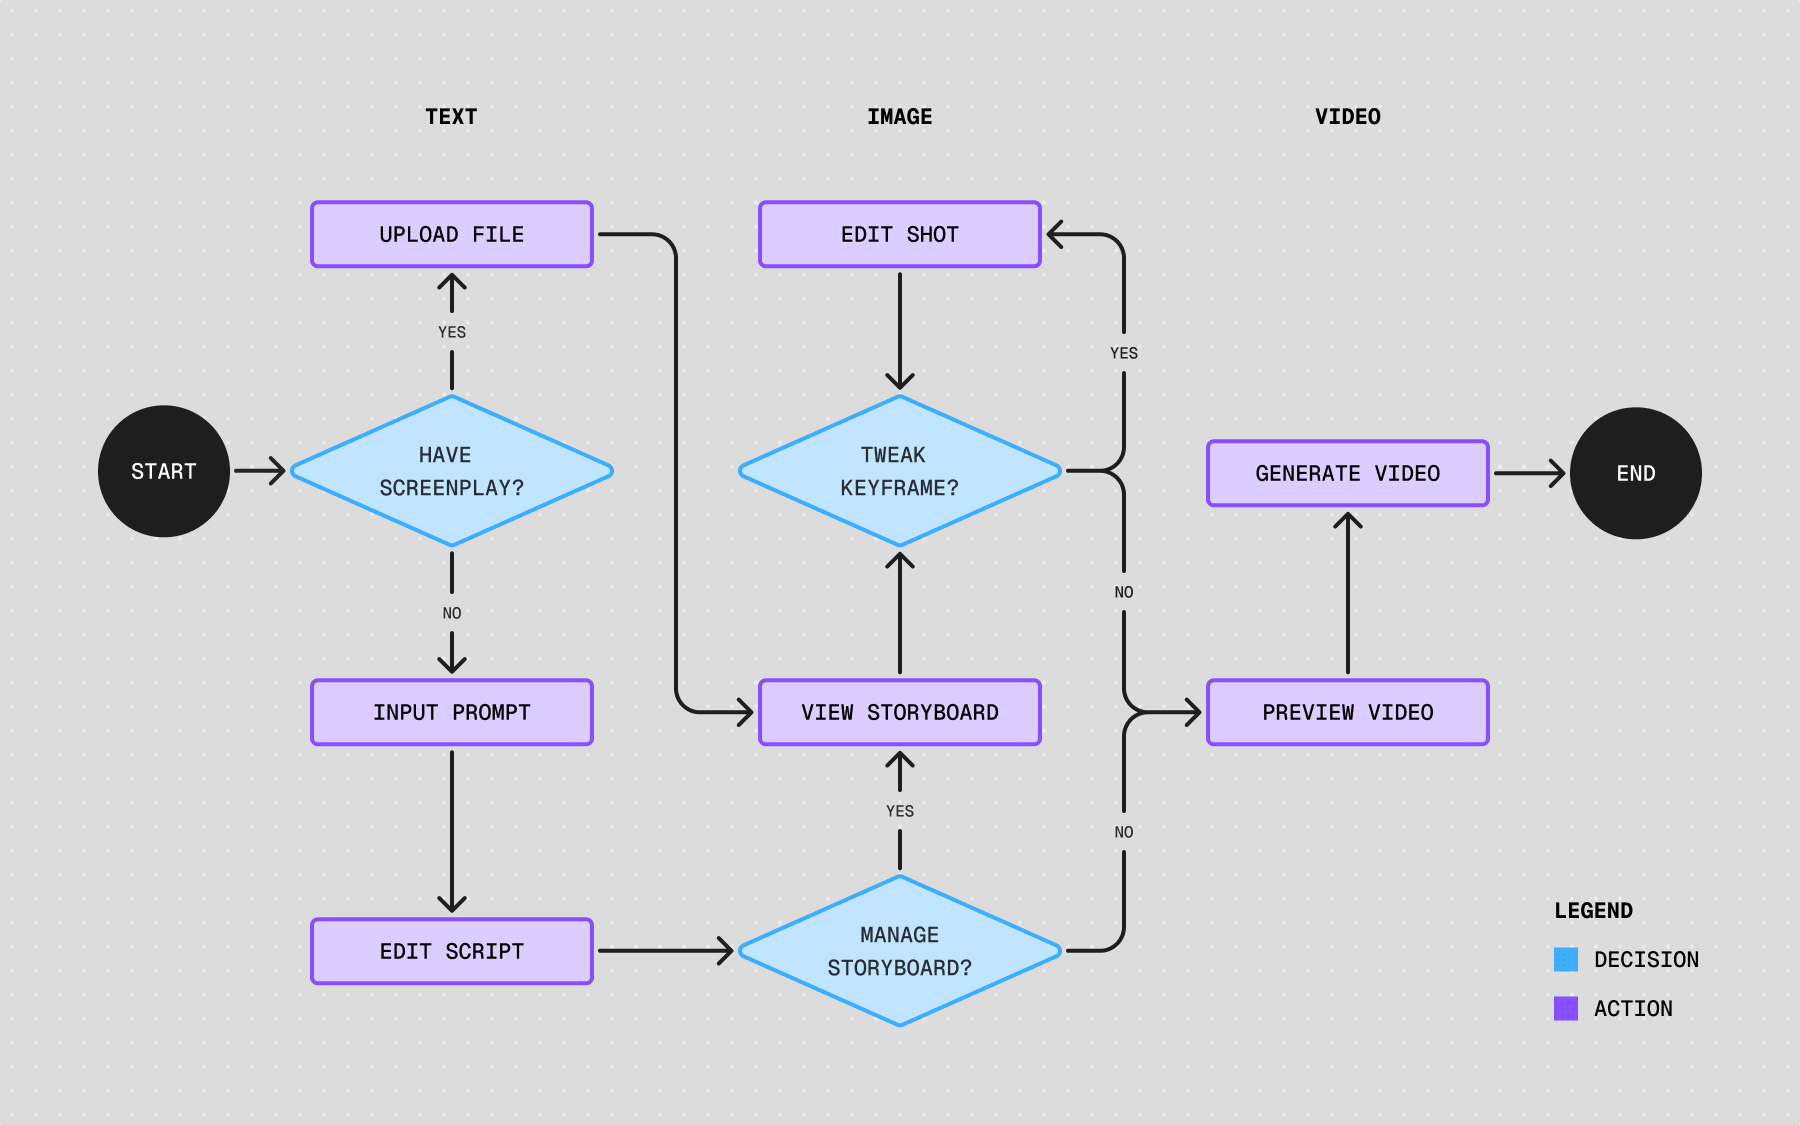 TEXT
IMAGE
VIDEO
UPLOAD FILE
EDIT SHOT
YES
YES
START
HAVE
SCREENPLAY?
TWEAK
KEYFRAME?
GENERATE VIDEO
END
NO
NO
INPUT PROMPT
VIEW STORYBOARD
PREVIEW VIDEO
YES
NO
EDIT SCRIPT
MANAGE
STORYBOARD?
LEGEND
DECISION
ACTION